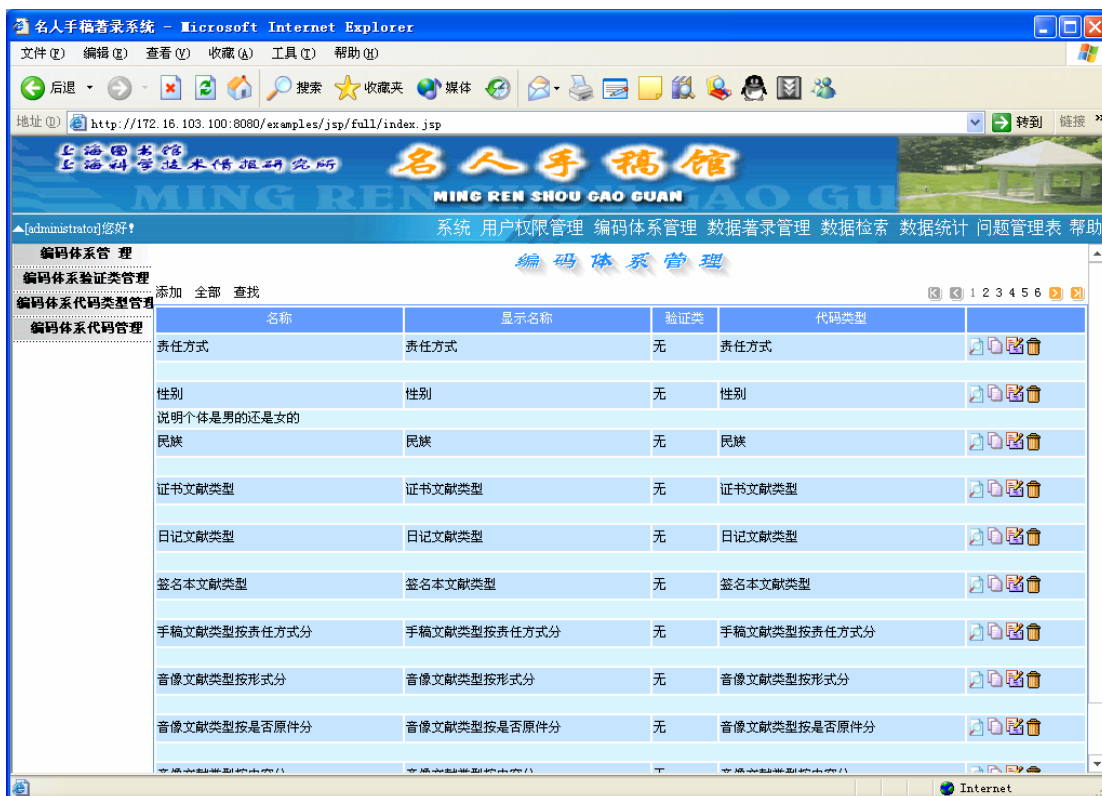 名人手稿著录系统 - Microsoft Internet Explorer
文件(F) 编辑(E) 查看(V) 收藏(A) 工具(T) 帮助(H)
后退 搜索 收藏夹 媒体
地址(D) http://172.16.103.100:8080/examples/jsp/full/index.jsp 转到 链接 »
上海图书馆
上海科学技术情报研究所
名人手稿馆
MING REN SHOU GAO GUAN
▲[administrator]您好! 系统 用户权限管理 编码体系管理 数据著录管理 数据检索 数据统计 问题管理表 帮助
编码体系管 理
编码体系验证类管理
编码体系代码类型管理
编码体系代码管理
编码体系管理
添加 全部 查找 1 2 3 4 5 6
名称 显示名称 验证类 代码类型
责任方式 责任方式 无 责任方式
性别 性别 无 性别
说明个体是男的还是女的
民族 民族 无 民族
证书文献类型 证书文献类型 无 证书文献类型
日记文献类型 日记文献类型 无 日记文献类型
签名本文献类型 签名本文献类型 无 签名本文献类型
手稿文献类型按责任方式分 手稿文献类型按责任方式分 无 手稿文献类型按责任方式分
音像文献类型按形式分 音像文献类型按形式分 无 音像文献类型按形式分
音像文献类型按是否原件分 音像文献类型按是否原件分 无 音像文献类型按是否原件分
Internet